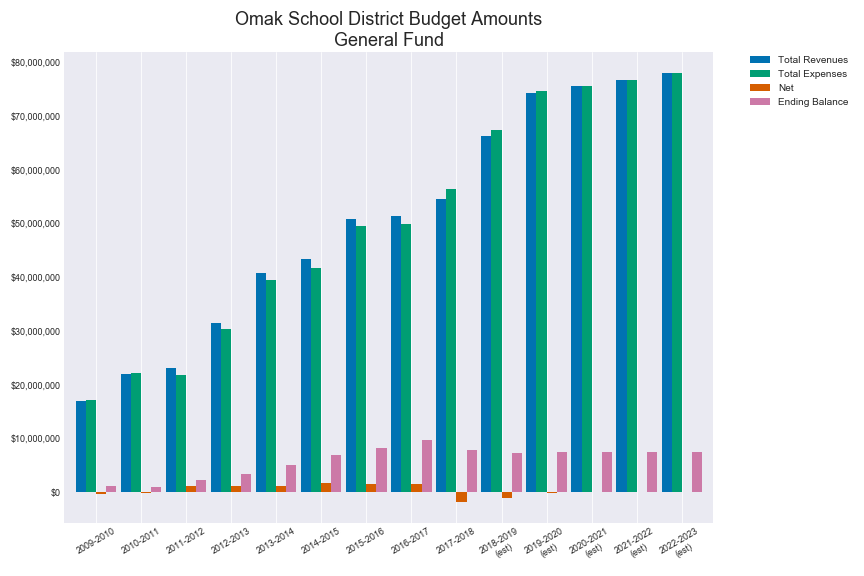 Omak School District Budget Amounts
General Fund
Total Revenues
Total Expenses
Net
Ending Balance
$80,000,000
$70,000,000
$60,000,000
$50,000,000
$40,000,000
$30,000,000
$20,000,000
$10,000,000
$0
2009-2010
2010-2011
2011-2012
2012-2013
2013-2014
2014-2015
2015-2016
2016-2017
2017-2018
2018-2019
(est)
2019-2020
(est)
2020-2021
(est)
2021-2022
(est)
2022-2023
(est)